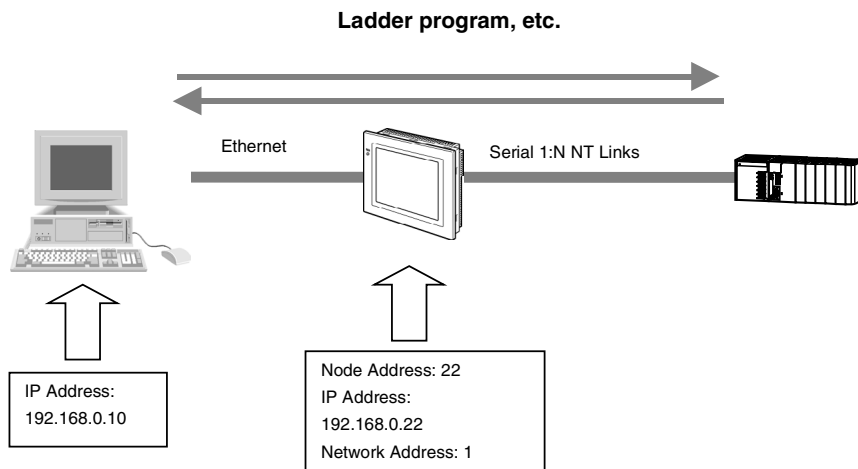 Ladder program, etc.
Ethernet
Serial 1:N NT Links
IP Address:
192.168.0.10
Node Address: 22
IP Address:
192.168.0.22
Network Address: 1